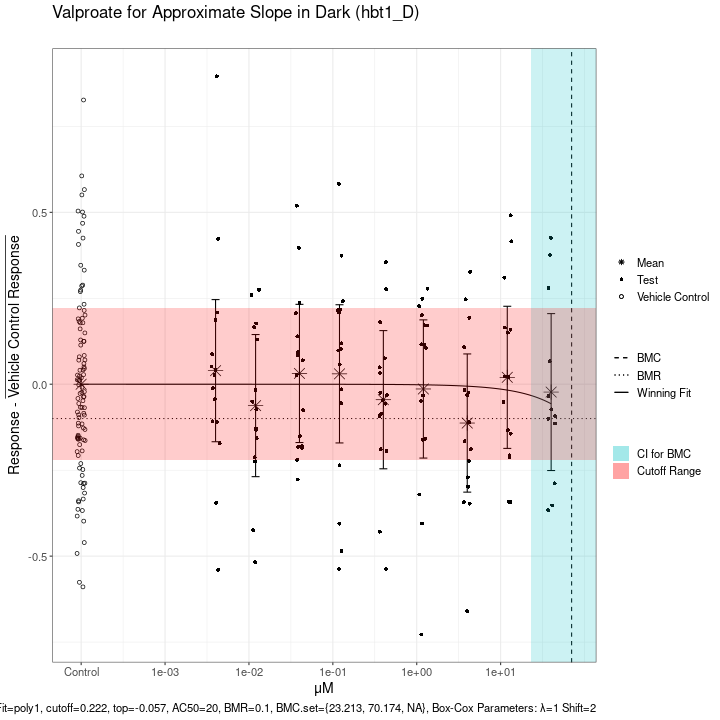 Valproate for Approximate Slope in Dark (hbt1_D)
Response - Vehicle Control Response
0.5
0.0
-0.5
Control
1e-03
1e-02
1e-01
1e+00
1e+01
μM
Mean
Test
Vehicle Control
BMC
BMR
Winning Fit
CI for BMC
Cutoff Range
Fit=poly1, cutoff=0.222, top=-0.057, AC50=20, BMR=0.1, BMC.set={23.213, 70.174, NA}, Box-Cox Parameters: λ=1 Shift=2